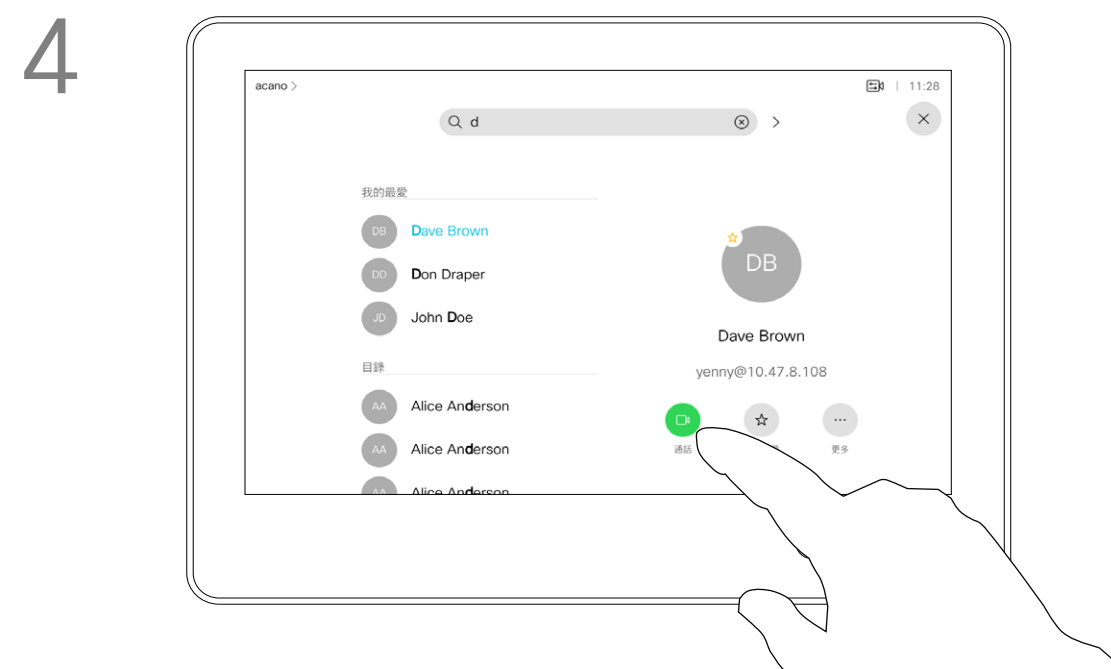 4
acano >
11:28
d
我的最愛
DB Dave Brown
DD Don Draper
JD John Doe
目錄
AA Alice Anderson
AA Alice Anderson
AA Alice Anderson
DB
Dave Brown
yenny@10.47.8.108
通話
更多